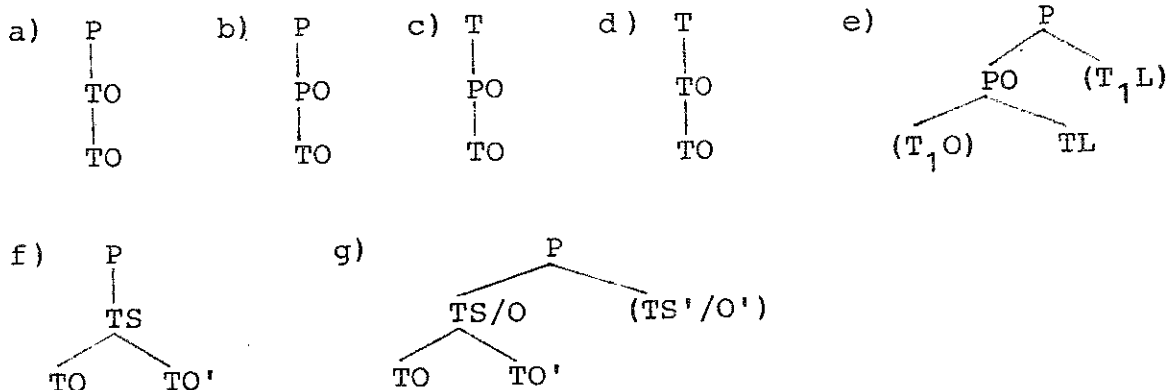 a) P b) P c) T d) T e) P
TO PO PO TO PO (T₁L)
TO TO TO TO (T₁O) TL
f) P g) P
TS TS/O (TS'/O')
TO TO' TO TO'